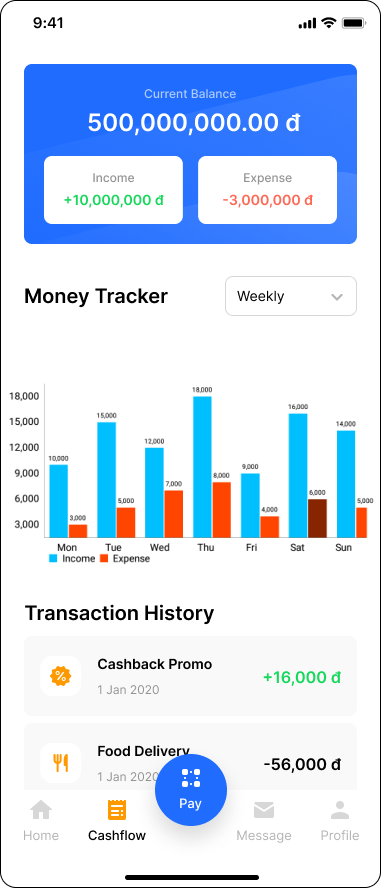 9:41
Current Balance
500,000,000.00 đ
Income
+10,000,000 đ
Expense
-3,000,000 đ
Money Tracker
Weekly
18,000
15,000
12,000
9,000
6,000
3,000
10,000
3,000
15,000
5,000
12,000
7,000
18,000
8,000
9,000
4,000
16,000
6,000
14,000
5,000
Mon Tue Wed Thu Fri Sat Sun
Income Expense
Transaction History
Cashback Promo
1 Jan 2020
+16,000 đ
Food Delivery
1 Jan 2020
-56,000 đ
Pay
Home Cashflow Message Profile